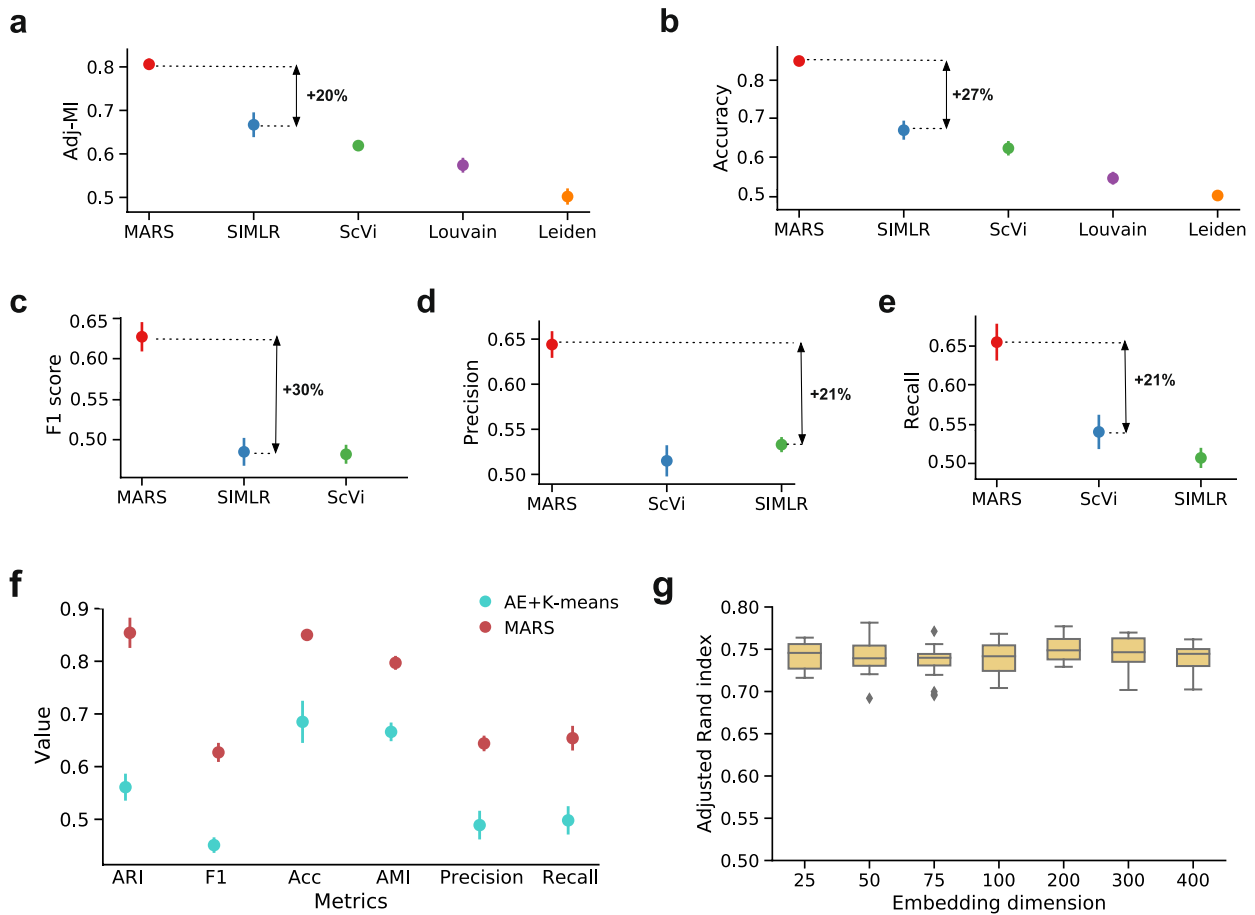 a
Adj-MI
0.8
0.7
0.6
0.5
+20%
MARS SIMLR ScVi Louvain Leiden
b
Accuracy
0.8
0.7
0.6
0.5
+27%
MARS SIMLR ScVi Louvain Leiden
c
F1 score
0.65
0.60
0.55
0.50
+30%
MARS SIMLR ScVi
d
Precision
0.65
0.60
0.55
0.50
+21%
MARS ScVi SIMLR
e
Recall
0.65
0.60
0.55
0.50
+21%
MARS ScVi SIMLR
f
Value
0.9
0.8
0.7
0.6
0.5
AE+K-means
MARS
ARI F1 Acc AMI Precision Recall
Metrics
g
Adjusted Rand index
0.80
0.75
0.70
0.65
0.60
0.55
0.50
25 50 75 100 200 300 400
Embedding dimension